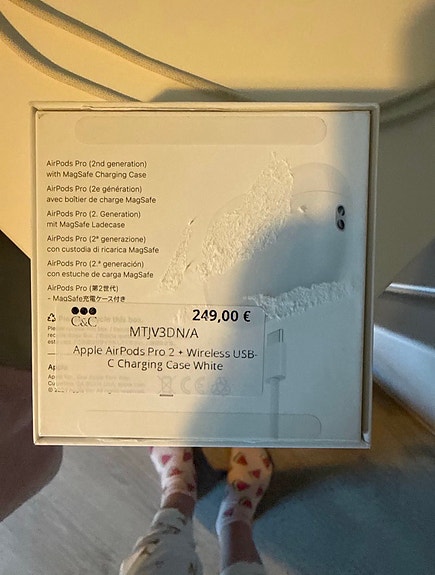 AirPods Pro (2nd generation)
with MagSafe Charging Case
AirPods Pro (2e génération)
avec boîtier de charge MagSafe
AirPods Pro (2. Generation)
mit MagSafe Ladecase
AirPods Pro (2ª generazione)
con custodia di ricarica MagSafe
AirPods Pro (2.ª generación)
con estuche de carga MagSafe
AirPods Pro (第2世代)
- MagSafe充電ケース付き
C&C
249,00 €
MTJV3DN/A
Apple AirPods Pro 2 + Wireless USB-
C Charging Case White